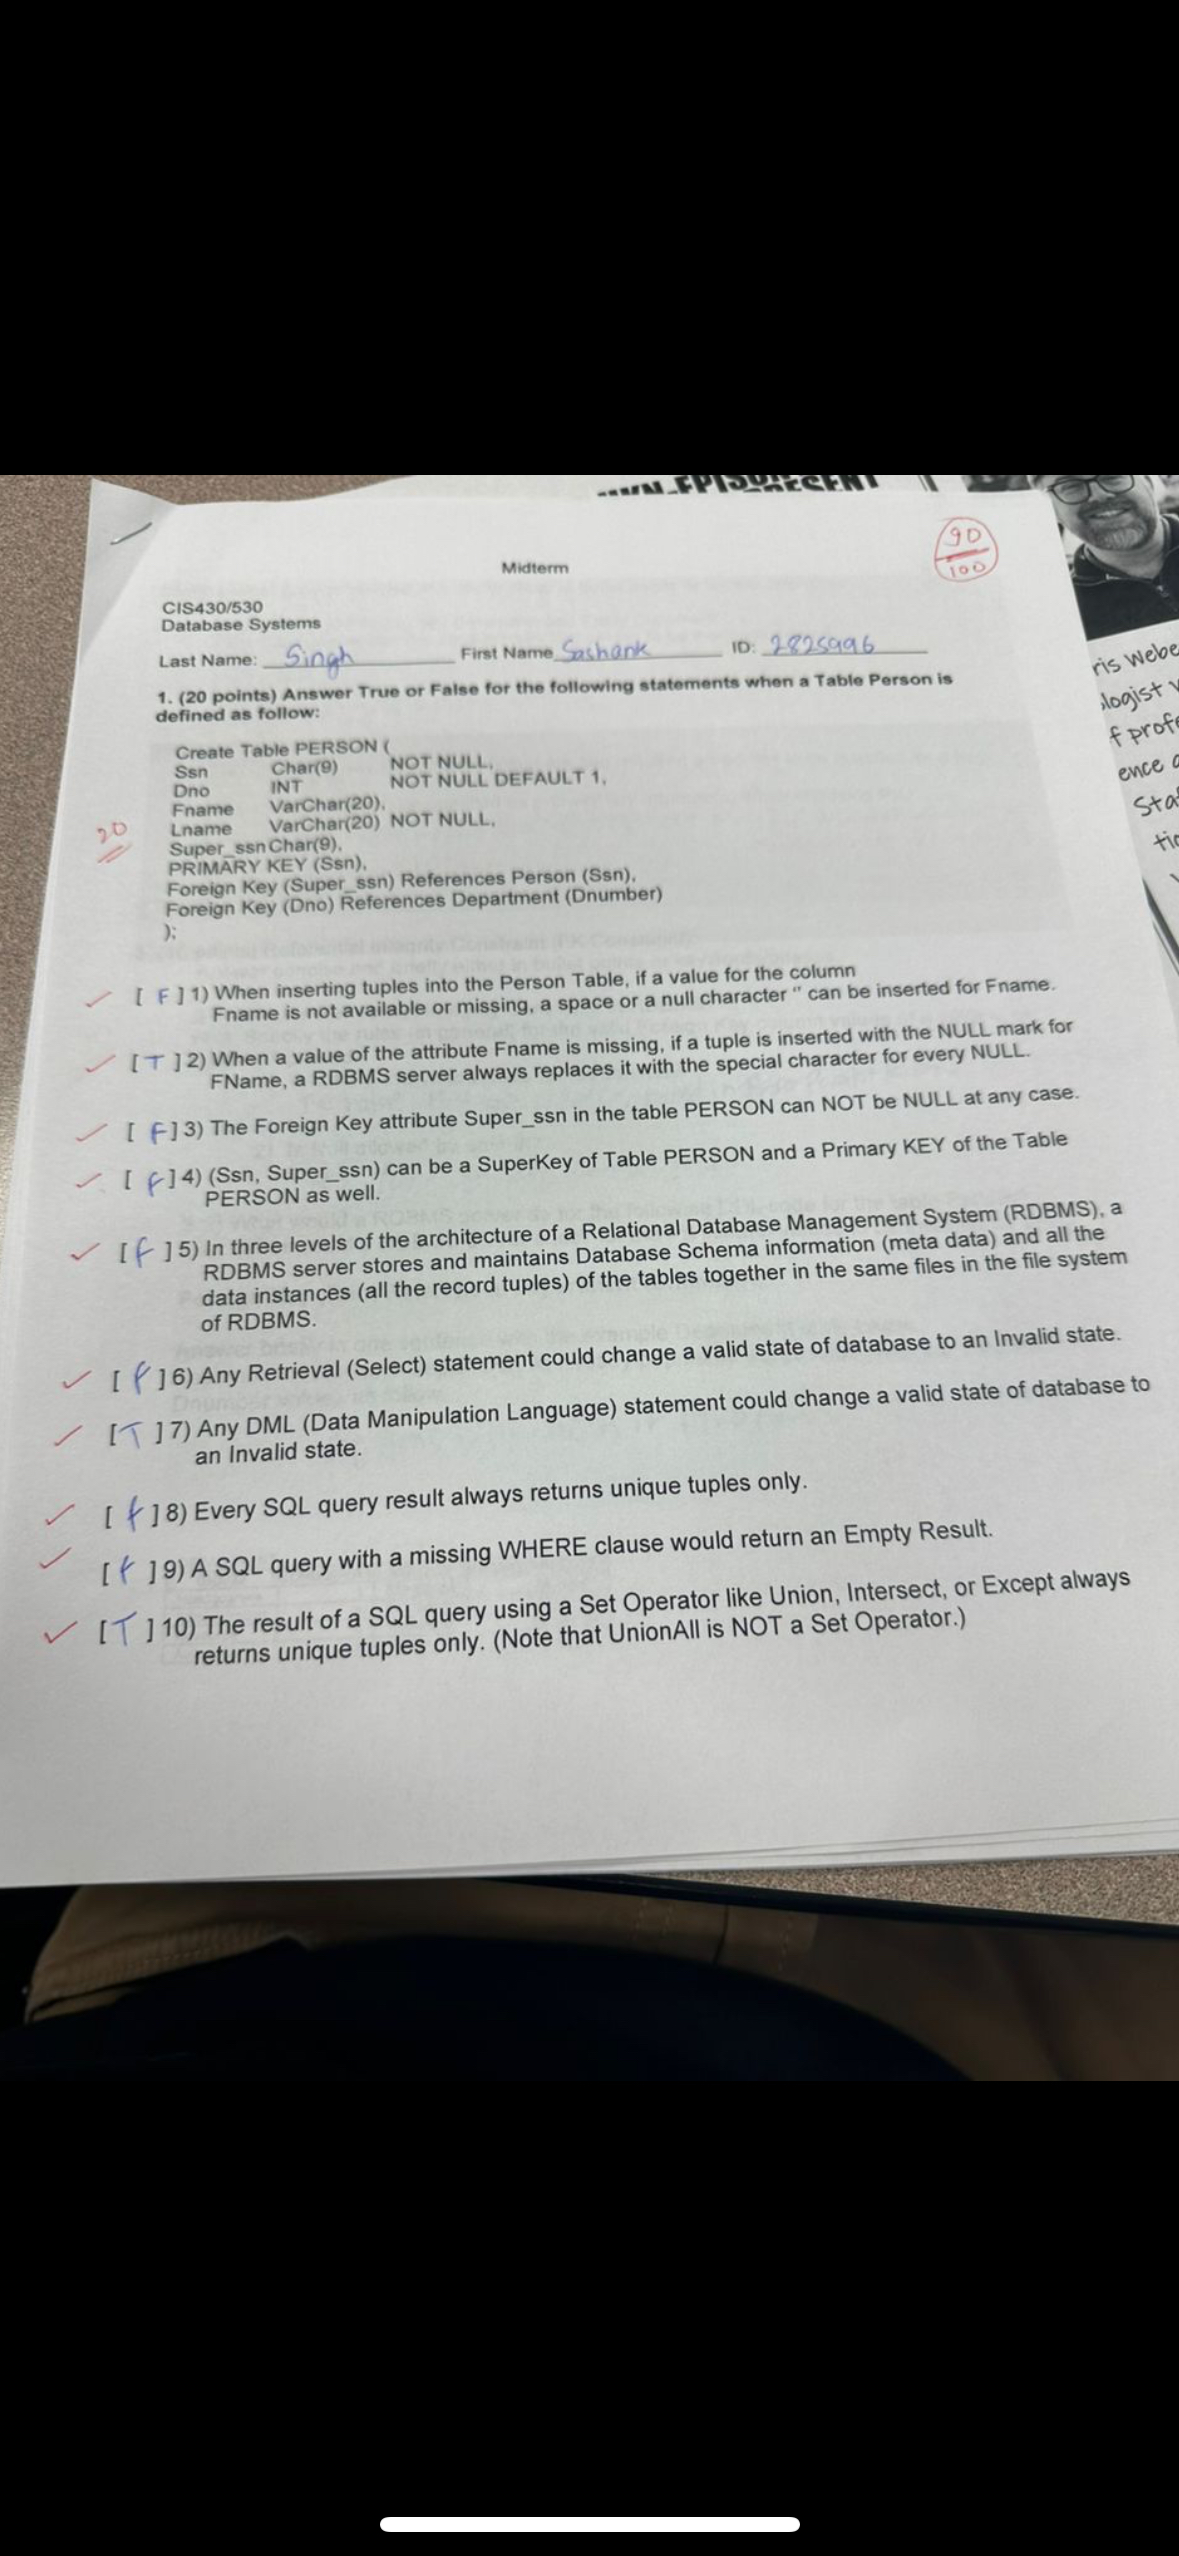 Midterm
90
100
CIS430/530
Database Systems
Last Name: Singh First Name Sashank ID: 2825996
1. (20 points) Answer True or False for the following statements when a Table Person is
defined as follow:
Create Table PERSON (
Ssn Char(9) NOT NULL,
Dno INT NOT NULL DEFAULT 1,
Fname VarChar(20),
Lname VarChar(20) NOT NULL,
Super_ssn Char(9),
PRIMARY KEY (Ssn),
Foreign Key (Super_ssn) References Person (Ssn),
Foreign Key (Dno) References Department (Dnumber)
);
20
[ F ] 1) When inserting tuples into the Person Table, if a value for the column
Fname is not available or missing, a space or a null character '' can be inserted for Fname.
[ T ] 2) When a value of the attribute Fname is missing, if a tuple is inserted with the NULL mark for
FName, a RDBMS server always replaces it with the special character for every NULL.
[ F ] 3) The Foreign Key attribute Super_ssn in the table PERSON can NOT be NULL at any case.
[ F ] 4) (Ssn, Super_ssn) can be a SuperKey of Table PERSON and a Primary KEY of the Table
PERSON as well.
[ F ] 5) In three levels of the architecture of a Relational Database Management System (RDBMS), a
RDBMS server stores and maintains Database Schema information (meta data) and all the
data instances (all the record tuples) of the tables together in the same files in the file system
of RDBMS.
[ F ] 6) Any Retrieval (Select) statement could change a valid state of database to an Invalid state.
[ T ] 7) Any DML (Data Manipulation Language) statement could change a valid state of database to
an Invalid state.
[ F ] 8) Every SQL query result always returns unique tuples only.
[ F ] 9) A SQL query with a missing WHERE clause would return an Empty Result.
[ T ] 10) The result of a SQL query using a Set Operator like Union, Intersect, or Except always
returns unique tuples only. (Note that UnionAll is NOT a Set Operator.)
ris Webe
logist
f profe
ence
Sta